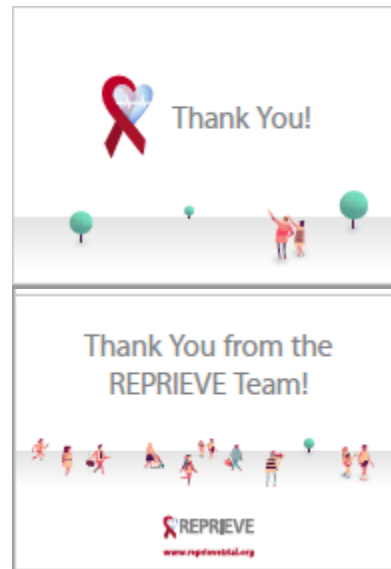 Thank You!
Thank You from the
REPRIEVE Team!
REPRIEVE
www.reprievetrial.org